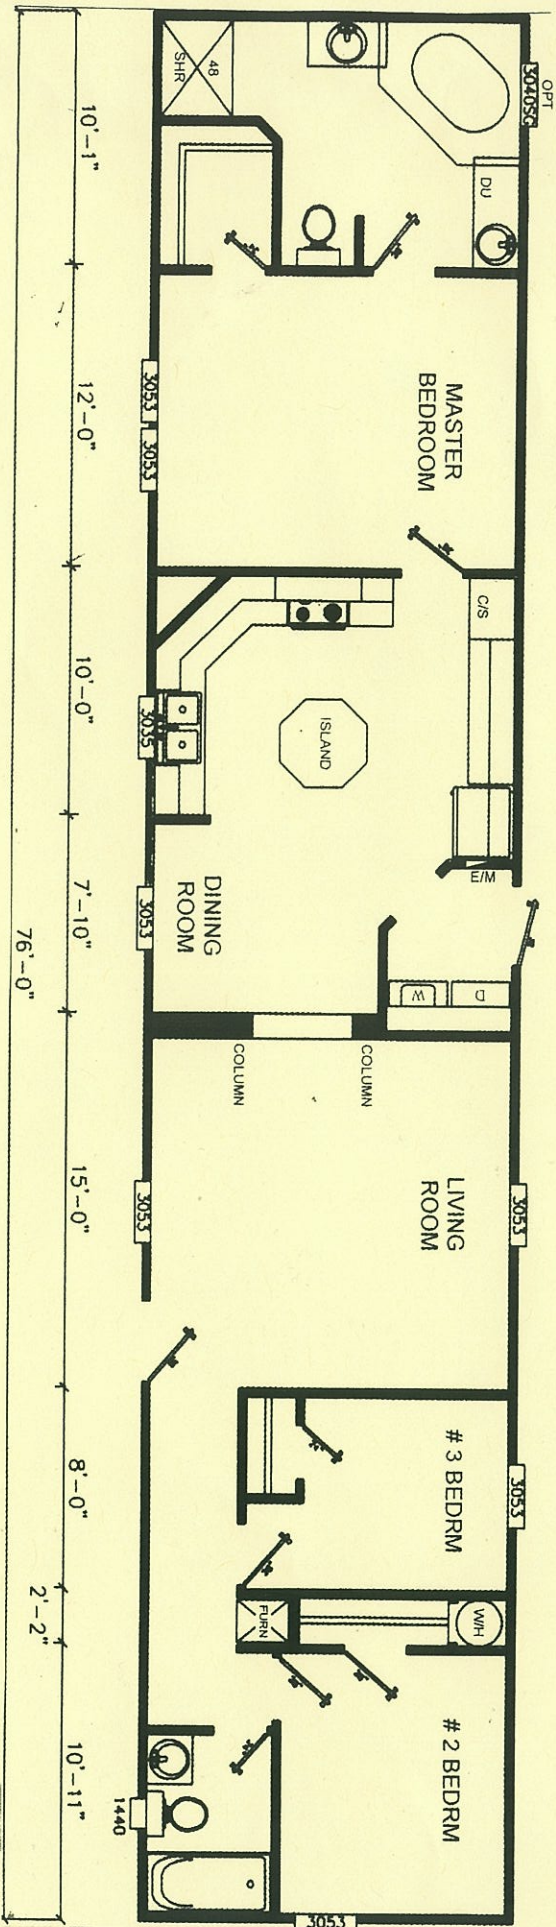 OPT
3040SG
48
SHR
DU
10'-1"
MASTER
BEDROOM
3053
3053
12'-0"
C/S
ISLAND
3035
10'-0"
E/M
DINING
ROOM
3053
7'-10"
W
D
76'-0"
COLUMN
COLUMN
LIVING
ROOM
3053
3053
15'-0"
# 3 BEDRM
3053
8'-0"
FURN
W/H
2'-2"
# 2 BEDRM
1440
10'-11"
3053